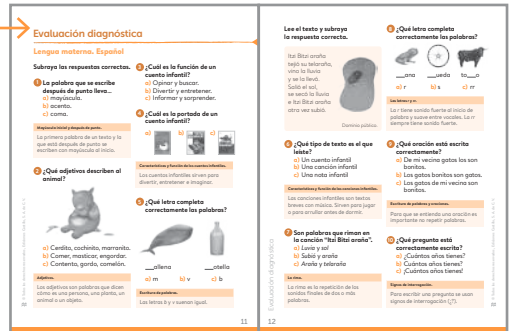 Evaluación diagnóstica
Lengua materna. Español
Subraya las respuestas correctas.
1 La palabra que se escribe
después de punto lleva...
a) mayúscula.
b) acento.
c) coma.
Mayúscula inicial y después de punto.
La primera palabra de un texto y la
que está después de punto se
escriben con mayúscula al inicio.
2 ¿Qué adjetivos describen al
animal?
a) Cerdito, cochinito, marranito.
b) Comer, masticar, engordar.
c) Contento, gordo, comelón.
Adjetivos.
Los adjetivos son palabras que dicen
cómo es una persona, una planta, un
animal o un objeto.
3 ¿Cuál es la función de un
cuento infantil?
a) Opinar y buscar.
b) Divertir y entretener.
c) Informar y sorprender.
4 ¿Cuál es la portada de un
cuento infantil?
a) b) c)
Características y función de los cuentos infantiles.
Los cuentos infantiles sirven para
divertir, entretener e imaginar.
5 ¿Qué letra completa
correctamente las palabras?
__allena __otella
a) m b) v c) b
Escritura de palabras.
Las letras b y v suenan igual.
11
Lee el texto y subraya
la respuesta correcta.
Itzi Bitzi araña
tejió su telaraña,
vino la lluvia
y se la llevó.
Salió el sol,
se secó la lluvia
e Itzi Bitzi araña
otra vez subió.
Dominio público.
6 ¿Qué tipo de texto es el que
leíste?
a) Un cuento infantil
b) Una canción infantil
c) Una nota infantil
Características y función de las canciones infantiles.
Las canciones infantiles son textos
breves con música. Sirven para jugar
o para arrullar antes de dormir.
7 Son palabras que riman en
la canción "Itzi Bitzi araña".
a) Luvia y sol
b) Subió y araña
c) Araña y telaraña
La rima.
La rima es la repetición de los
sonidos finales de dos o más
palabras.
8 ¿Qué letra completa
correctamente las palabras?
__ana __ueda to__o
a) r b) s c) rr
Las letras r y rr.
La r tiene sonido fuerte al inicio de
palabra y suave entre vocales. La rr
siempre tiene sonido fuerte.
9 ¿Qué oración está escrita
correctamente?
a) De mi vecina gatos los son
bonitos.
b) Los gatos bonitos son gatos.
c) Los gatos de mi vecina son
bonitos.
Escritura de palabras y oraciones.
Para que se entienda una oración es
importante no repetir palabras.
10 ¿Qué pregunta está
correctamente escrita?
a) ¿Cuántos años tienes?
b) Cuántos años tienes?
c) ¿Cuántos años tienes!
Signos de interrogación.
Para escribir una pregunta se usan
signos de interrogación (¿?).
Evaluación diagnóstica
12